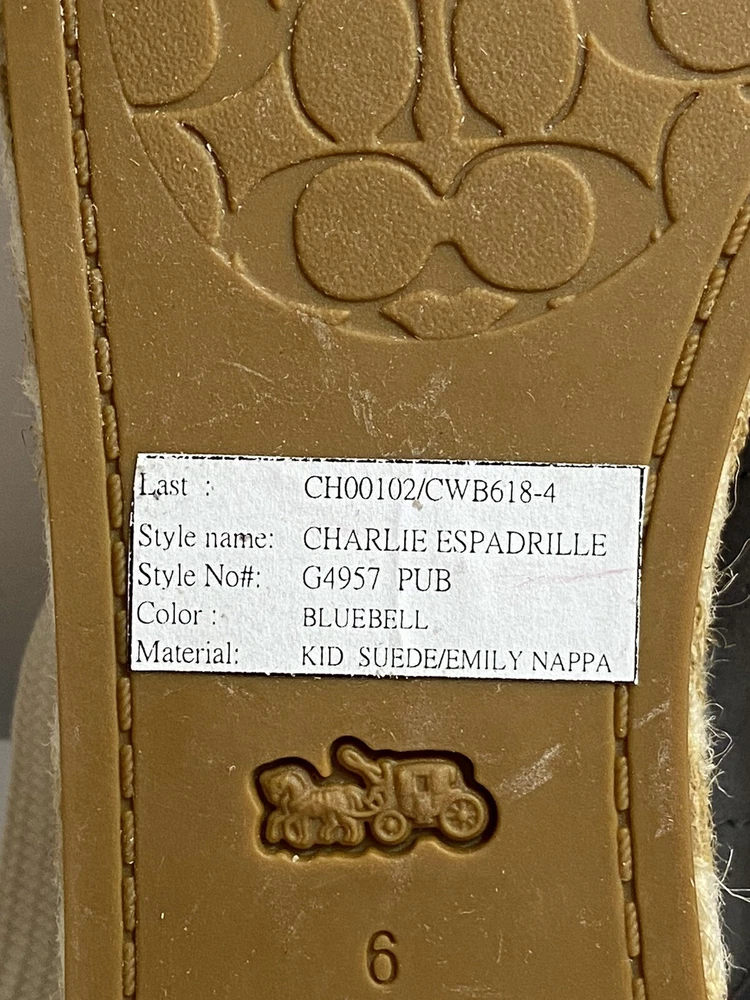 Last : CH00102/CWB618-4
Style name: CHARLIE ESPADRILLE
Style No#: G4957 PUB
Color : BLUEBELL
Material: KID SUEDE/EMILY NAPPA
6